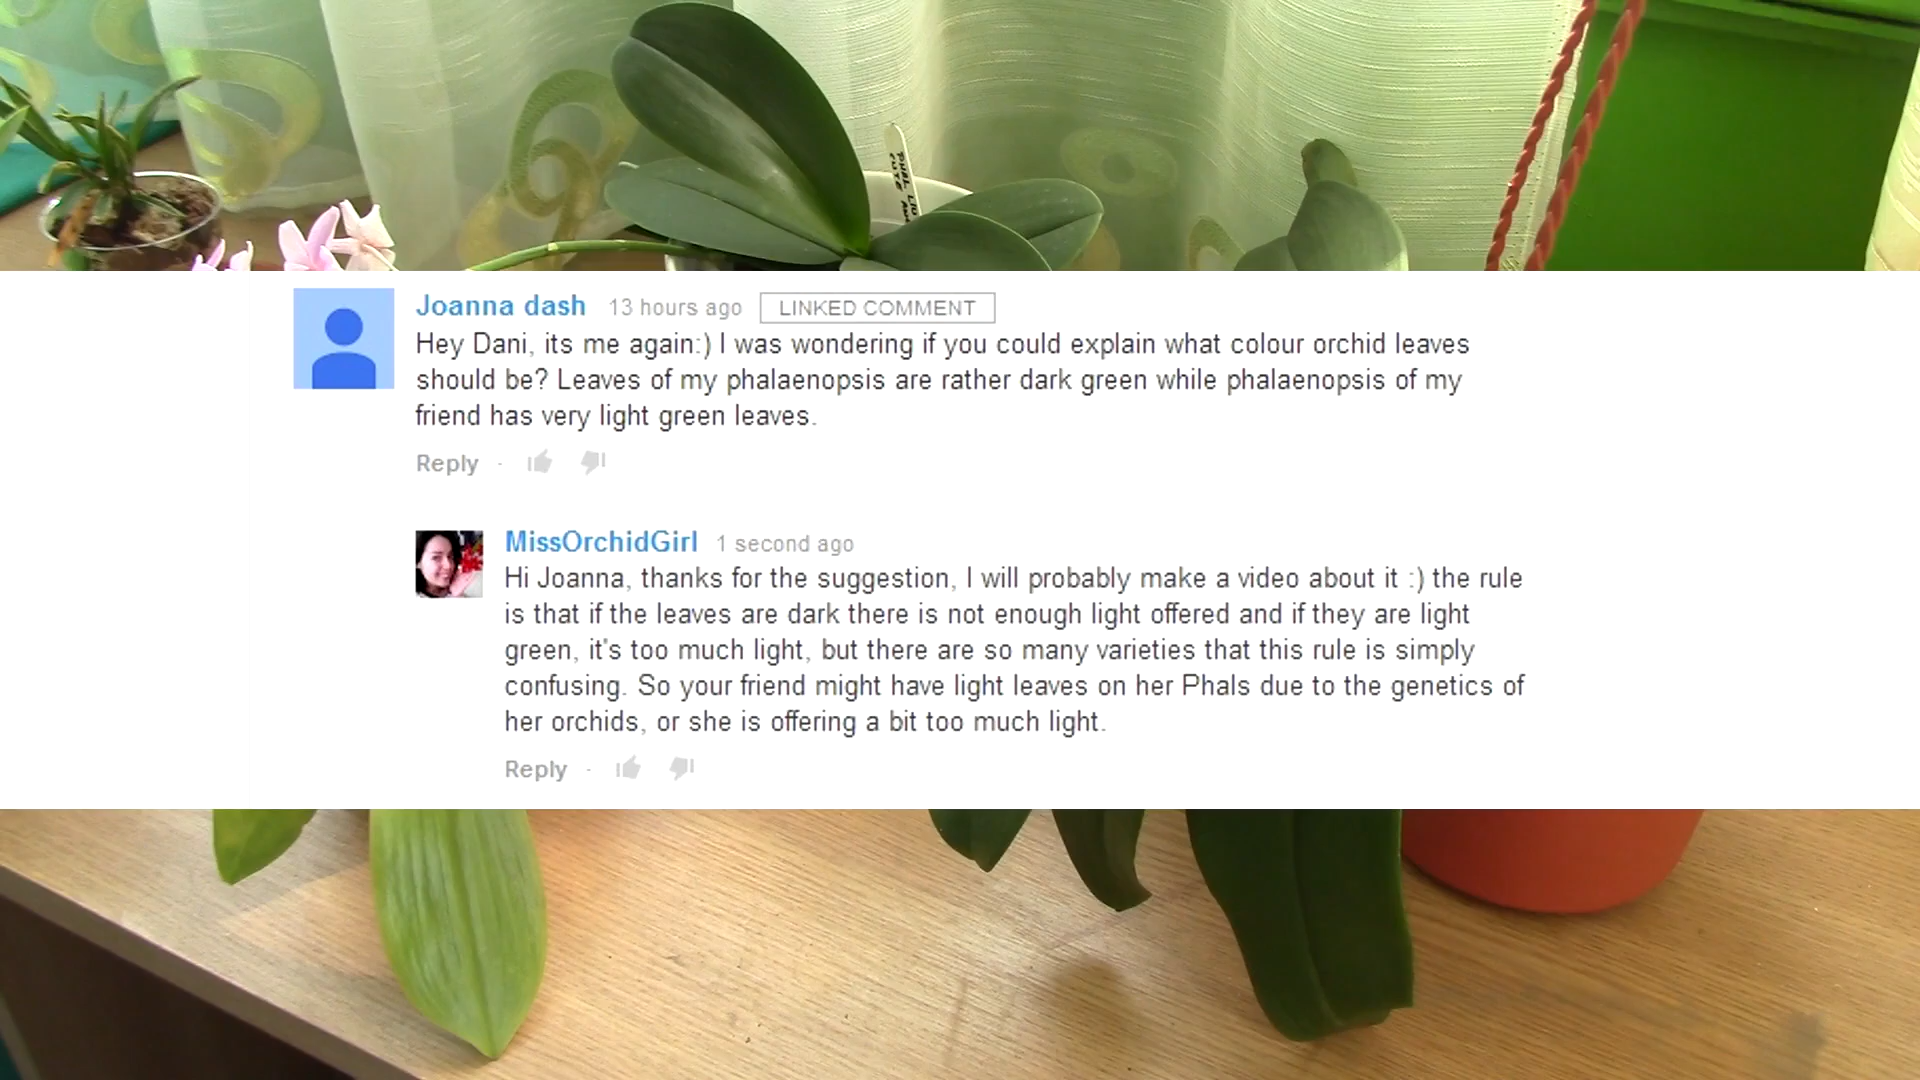 PHAL LIU
CUTE AN
Joanna dash 13 hours ago LINKED COMMENT
Hey Dani, its me again:) I was wondering if you could explain what colour orchid leaves
should be? Leaves of my phalaenopsis are rather dark green while phalaenopsis of my
friend has very light green leaves.
Reply ·
MissOrchidGirl 1 second ago
Hi Joanna, thanks for the suggestion, I will probably make a video about it :) the rule
is that if the leaves are dark there is not enough light offered and if they are light
green, it's too much light, but there are so many varieties that this rule is simply
confusing. So your friend might have light leaves on her Phals due to the genetics of
her orchids, or she is offering a bit too much light.
Reply ·